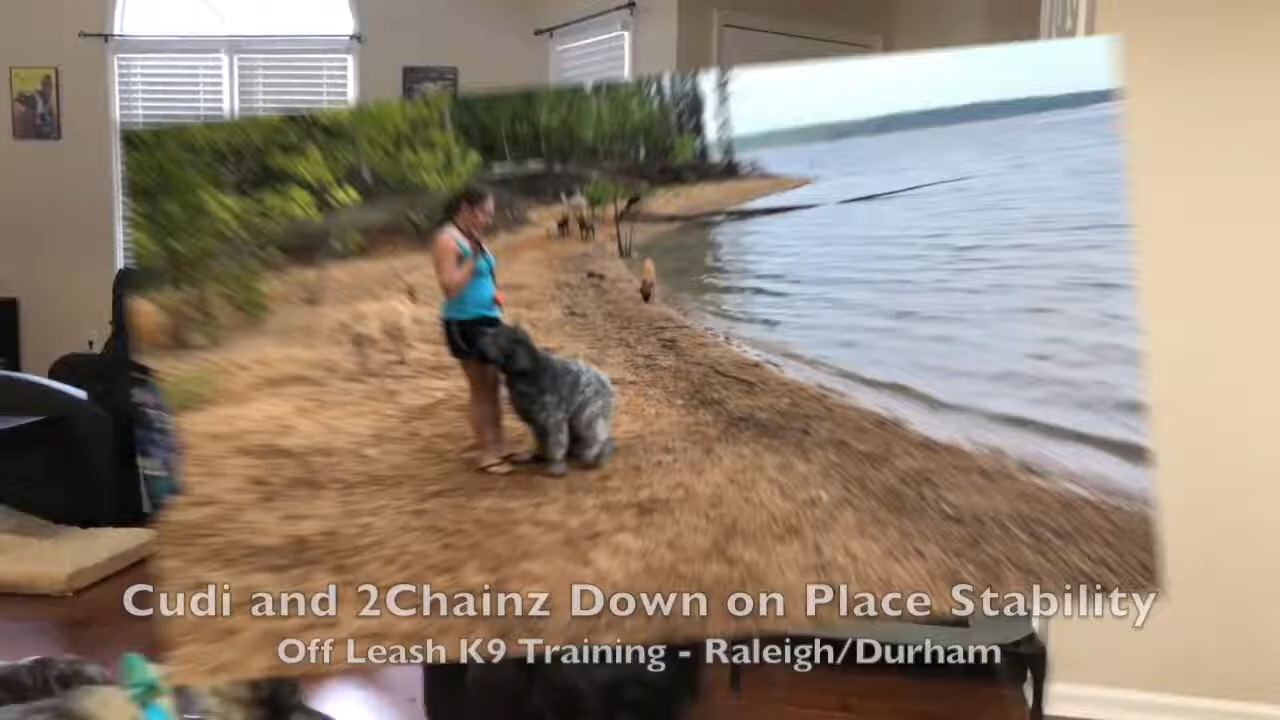 Cudi and 2Chainz Down on Place Stability
Off Leash K9 Training - Raleigh/Durham